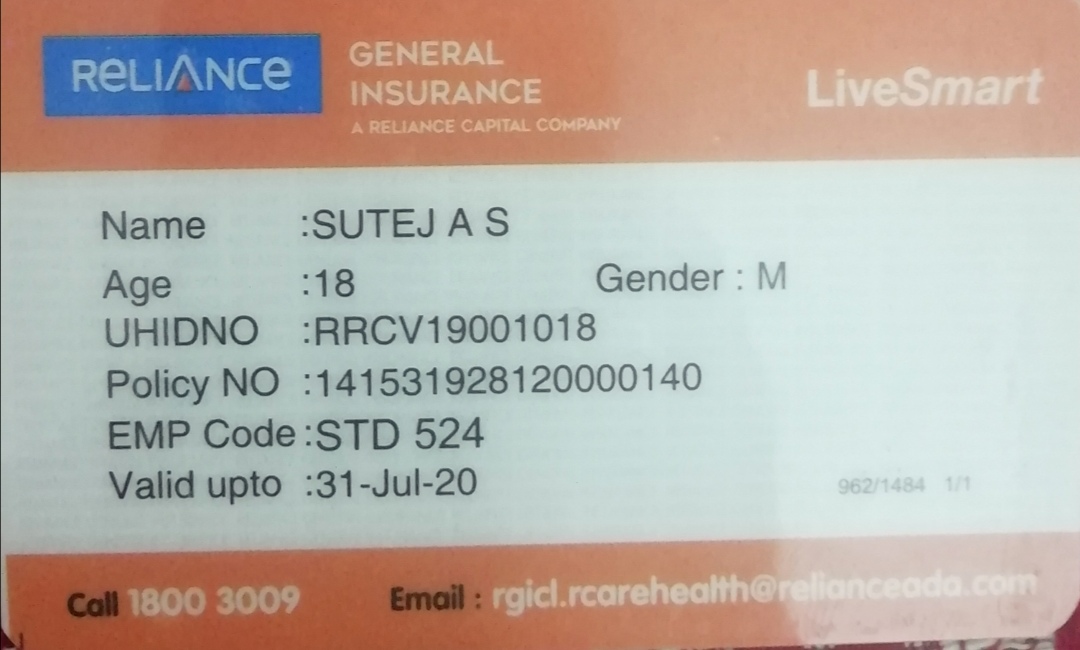 RELIANCE
GENERAL
INSURANCE
A RELIANCE CAPITAL COMPANY
LiveSmart
Name :SUTEJ A S
Age :18 Gender : M
UHIDNO :RRCV19001018
Policy NO :141531928120000140
EMP Code :STD 524
Valid upto :31-Jul-20
962/1484 1/1
Call 1800 3009 Email : rgicl.rcarehealth@relianceada.com